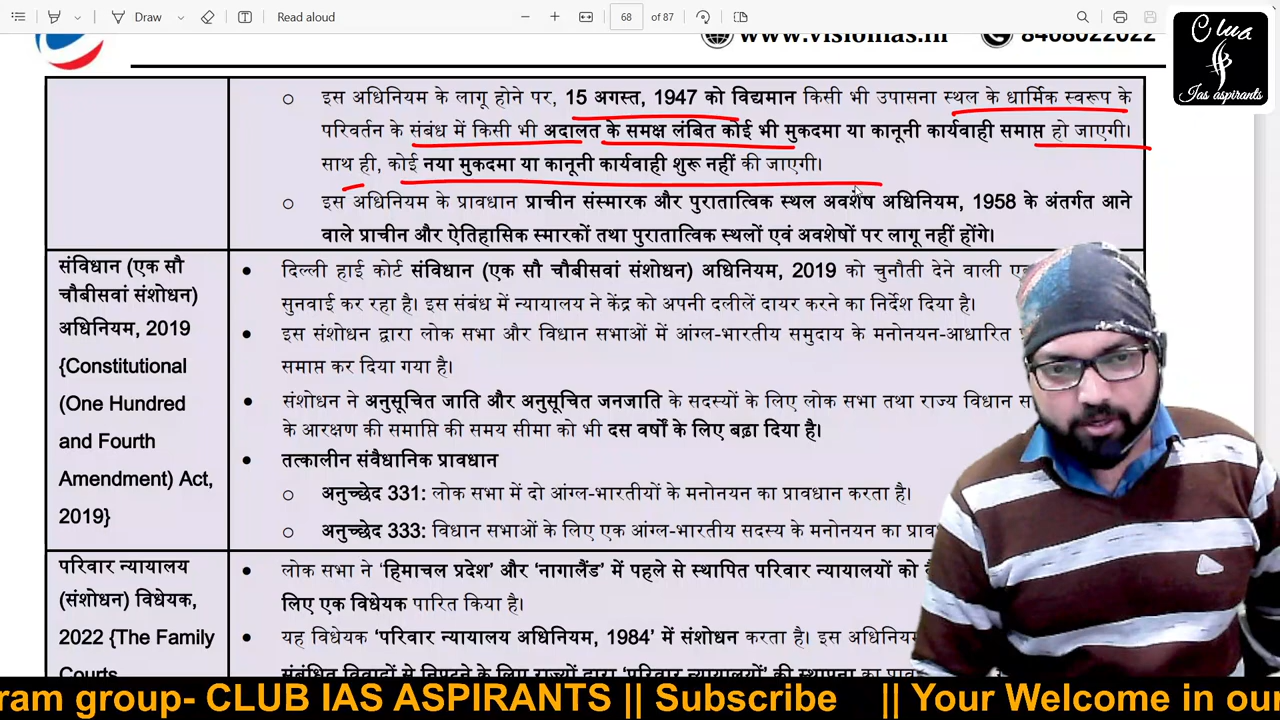 Draw
Read aloud
68 of 87
www.visionias.in 8468022022
Clua
Ias aspirants
इस अधिनियम के लागू होने पर, 15 अगस्त, 1947 को विद्यमान किसी भी उपासना स्थल के धार्मिक स्वरूप के
परिवर्तन के संबंध में किसी भी अदालत के समक्ष लंबित कोई भी मुकदमा या कानूनी कार्यवाही समाप्त हो जाएगी।
साथ ही, कोई नया मुकदमा या कानूनी कार्यवाही शुरू नहीं की जाएगी।
इस अधिनियम के प्रावधान प्राचीन संस्मारक और पुरातात्विक स्थल अवशेष अधिनियम, 1958 के अंतर्गत आने
वाले प्राचीन और ऐतिहासिक स्मारकों तथा पुरातात्विक स्थलों एवं अवशेषों पर लागू नहीं होंगे।
संविधान (एक सौ
चौबीसवां संशोधन)
अधिनियम, 2019
{Constitutional
(One Hundred
and Fourth
Amendment) Act,
2019}
दिल्ली हाई कोर्ट संविधान (एक सौ चौबीसवां संशोधन) अधिनियम, 2019 को चुनौती देने वाली
सुनवाई कर रहा है। इस संबंध में न्यायालय ने केंद्र को अपनी दलीलें दायर करने का निर्देश दिया है।
इस संशोधन द्वारा लोक सभा और विधान सभाओं में आंग्ल-भारतीय समुदाय के मनोनयन-आधारित
समाप्त कर दिया गया है।
संशोधन ने अनुसूचित जाति और अनुसूचित जनजाति के सदस्यों के लिए लोक सभा तथा राज्य विधान
के आरक्षण की समाप्ति की समय सीमा को भी दस वर्षों के लिए बढ़ा दिया है।
तत्कालीन संवैधानिक प्रावधान
अनुच्छेद 331: लोक सभा में दो आंग्ल-भारतीयों के मनोनयन का प्रावधान करता है।
अनुच्छेद 333: विधान सभाओं के लिए एक आंग्ल-भारतीय सदस्य के मनोनयन का
परिवार न्यायालय
(संशोधन) विधेयक,
2022 {The Family
Courts
लोक सभा ने 'हिमाचल प्रदेश' और 'नागालैंड' में पहले से स्थापित परिवार न्यायालयों को
लिए एक विधेयक पारित किया है।
यह विधेयक 'परिवार न्यायालय अधिनियम, 1984' में संशोधन करता है। इस
संबंधित विवादों से निपटने के लिए राज्यों द्वारा 'परिवार न्यायालयों' की स्थापना का
ram group- CLUB IAS ASPIRANTS || Subscribe || Your Welcome in our